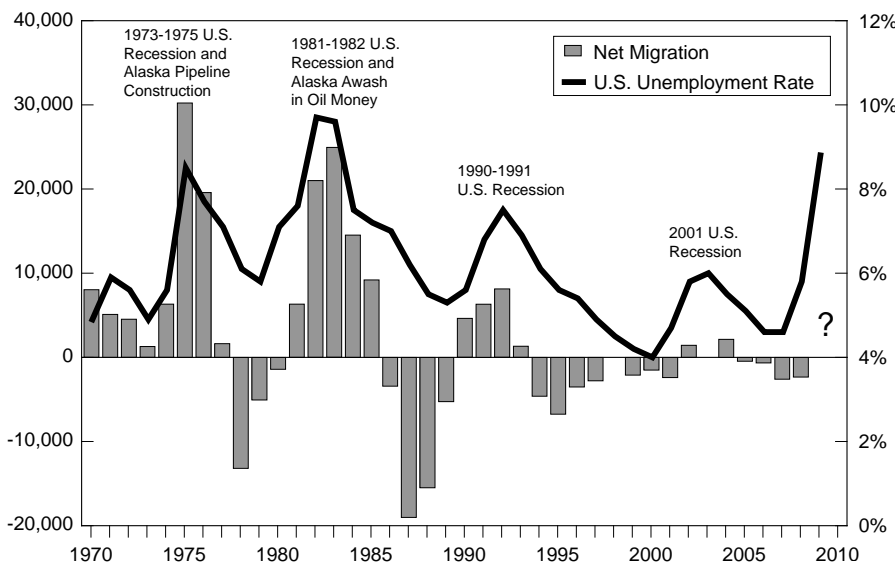 40,000
30,000
20,000
10,000
0
-10,000
-20,000
1973-1975 U.S.
Recession and
Alaska Pipeline
Construction
1981-1982 U.S.
Recession and
Alaska Awash
in Oil Money
1990-1991
U.S. Recession
2001 U.S.
Recession
?
Net Migration
U.S. Unemployment Rate
12%
10%
8%
6%
4%
2%
0%
1970 1975 1980 1985 1990 1995 2000 2005 2010